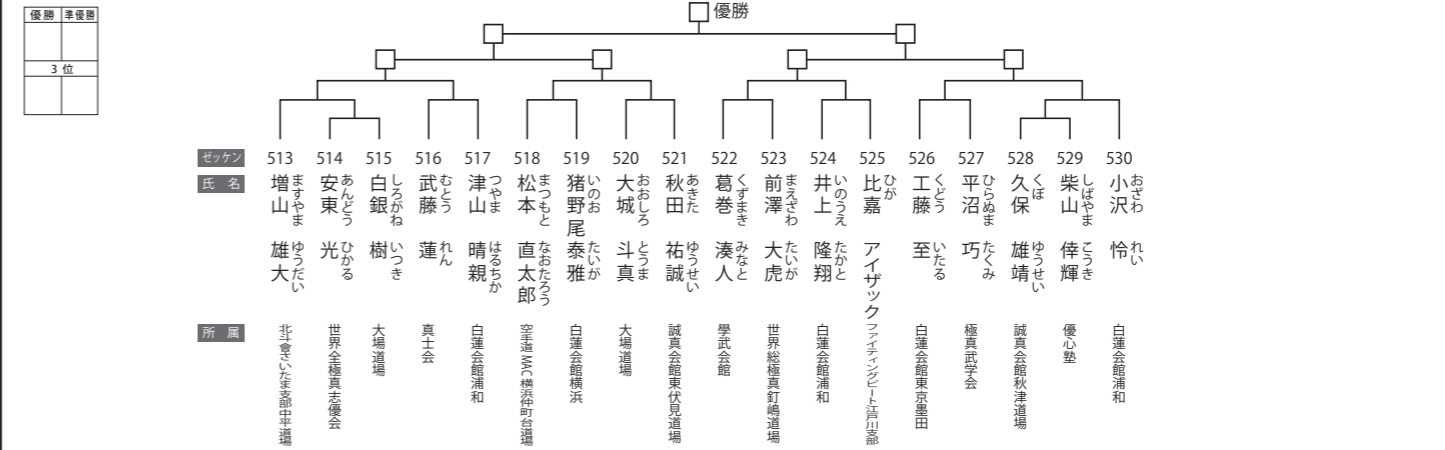 優勝 準優勝
3 位
優勝
ゼッケン 513 514 515 516 517 518 519 520 521 522 523 524 525 526 527 528 529 530
氏 名
増山 雄大 ますやま ゆうだい
安東 光 あんどう ひかる
白銀 樹 しろがね いつき
武藤 蓮 むとう れん
津山 晴親 つやま はるちか
松本 直太郎 まつもと なおたろう
猪野尾 泰雅 いのお たいが
大城 斗真 おおしろ とうま
秋田 祐誠 あきた ゆうせい
葛巻 湊人 くずまき みなと
前澤 大虎 まえざわ たいが
井上 隆翔 いのうえ たかと
比嘉 アイザック ひが
工藤 至 くどう いたる
平沼 巧 ひらぬま たくみ
久保 雄靖 くぼ ゆうせい
柴山 倖輝 しばやま こうき
小沢 怜 おざわ れい
所 属
北斗會さいたま支部中平道場
世界全極真志優会
大場道場
真士会
白蓮会館浦和
空手道 MAC 横浜仲町台道場
白蓮会館横浜
大場道場
誠真会館東伏見道場
學武会館
世界総極真釘嶋道場
白蓮会館浦和
ファイティングビート江戸川支部
白蓮会館東京墨田
極真武学会
誠真会館秋津道場
優心塾
白蓮会館浦和